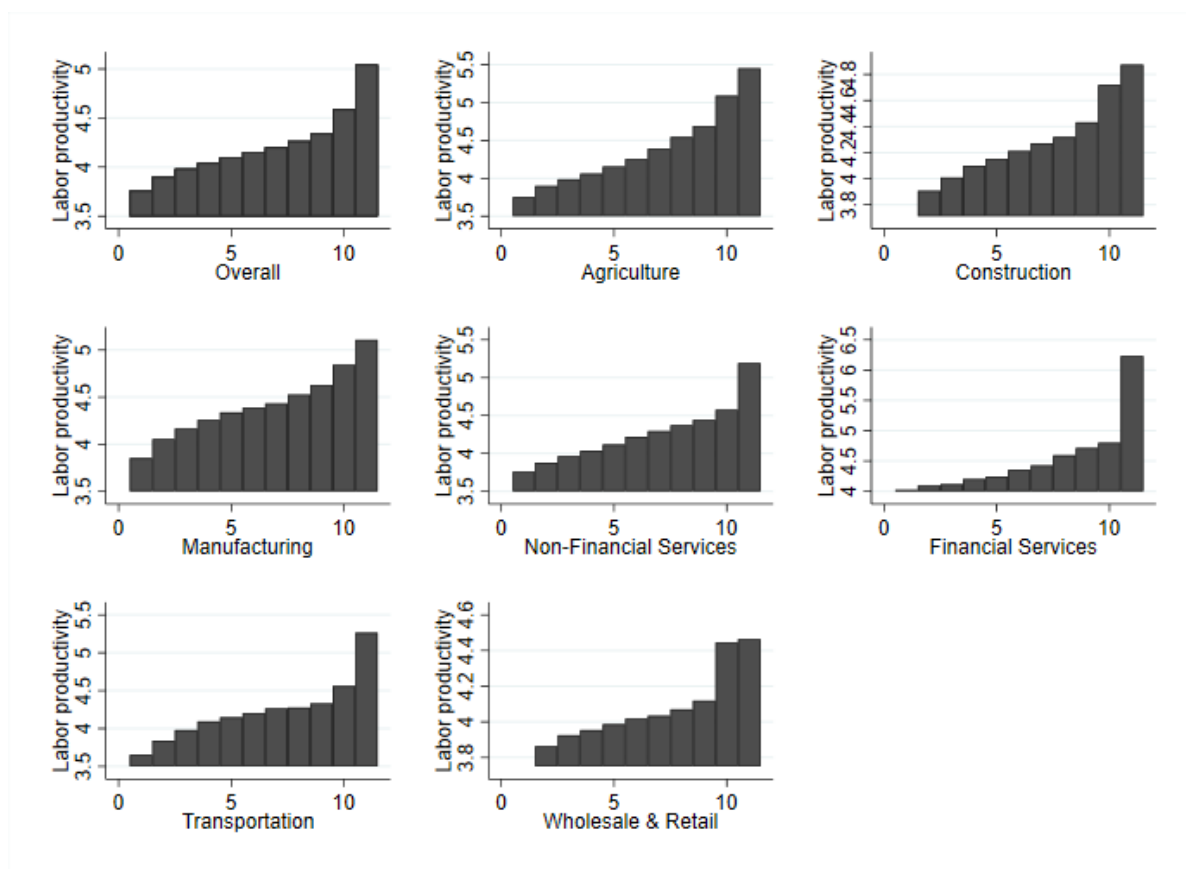 Labor productivity
3.5 4 4.5 5
0 5 10
Overall
Labor productivity
3.5 4 4.5 5 5.5
0 5 10
Agriculture
Labor productivity
3.8 4 4.2 4.4 4.6 4.8
0 5 10
Construction
Labor productivity
3.5 4 4.5 5
0 5 10
Manufacturing
Labor productivity
3.5 4 4.5 5 5.5
0 5 10
Non-Financial Services
Labor productivity
4 4.5 5 5.5 6 6.5
0 5 10
Financial Services
Labor productivity
3.5 4 4.5 5 5.5
0 5 10
Transportation
Labor productivity
3.8 4 4.2 4.4 4.6
0 5 10
Wholesale & Retail